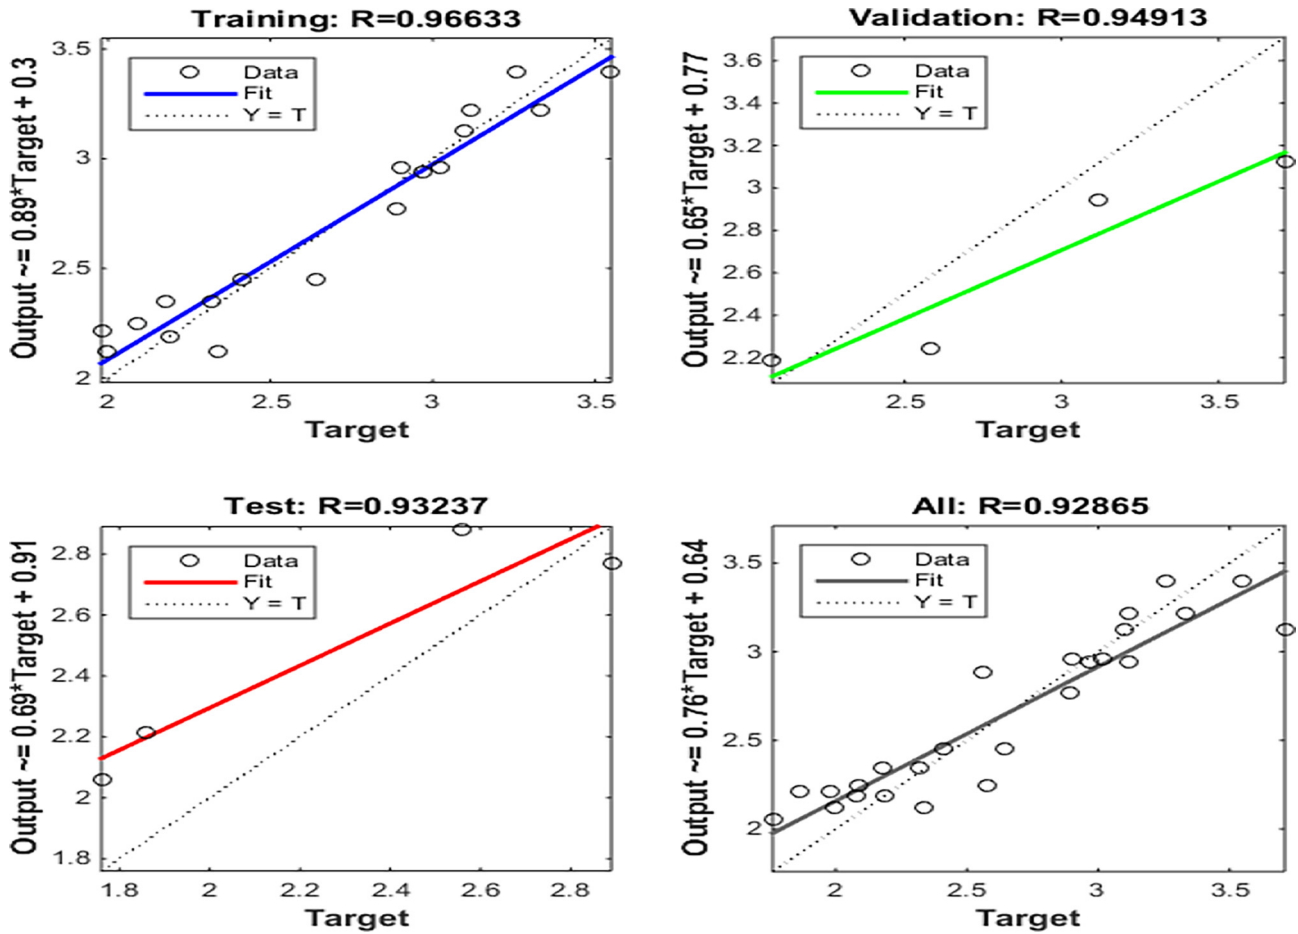 Training: R=0.96633
Output ~= 0.89*Target + 0.3
3.5
3
2.5
2
Data
Fit
Y = T
2
2.5
3
3.5
Target
Validation: R=0.94913
Output ~= 0.65*Target + 0.77
3.6
3.4
3.2
3
2.8
2.6
2.4
2.2
Data
Fit
Y = T
2.5
3
3.5
Target
Test: R=0.93237
Output ~= 0.69*Target + 0.91
2.8
2.6
2.4
2.2
2
1.8
Data
Fit
Y = T
1.8
2
2.2
2.4
2.6
2.8
Target
All: R=0.92865
Output ~= 0.76*Target + 0.64
3.5
3
2.5
2
Data
Fit
Y = T
2
2.5
3
3.5
Target